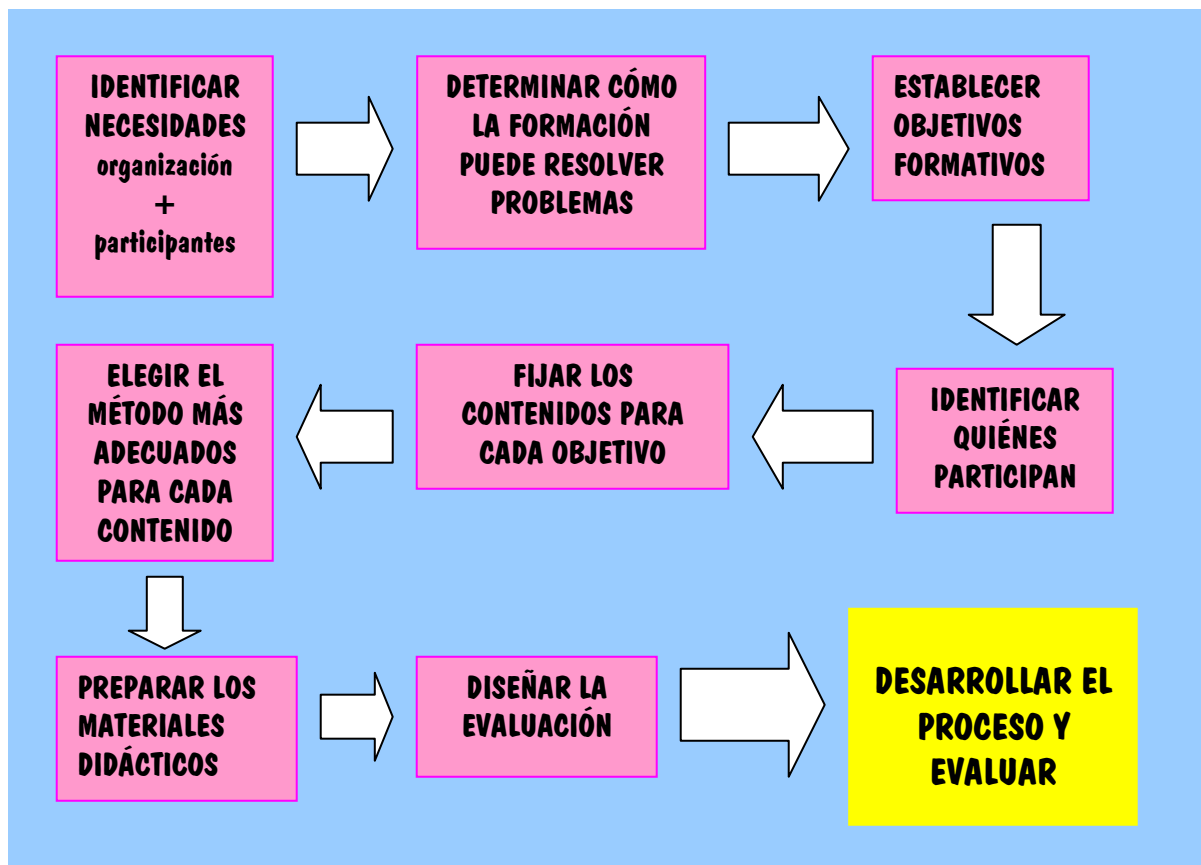 IDENTIFICAR
NECESIDADES
organización
+
participantes
DETERMINAR CÓMO
LA FORMACIÓN
PUEDE RESOLVER
PROBLEMAS
ESTABLECER
OBJETIVOS
FORMATIVOS
IDENTIFICAR
QUIÉNES
PARTICIPAN
FIJAR LOS
CONTENIDOS PARA
CADA OBJETIVO
ELEGIR EL
MÉTODO MÁS
ADECUADOS
PARA CADA
CONTENIDO
PREPARAR LOS
MATERIALES
DIDÁCTICOS
DISEÑAR LA
EVALUACIÓN
DESARROLLAR EL
PROCESO Y
EVALUAR